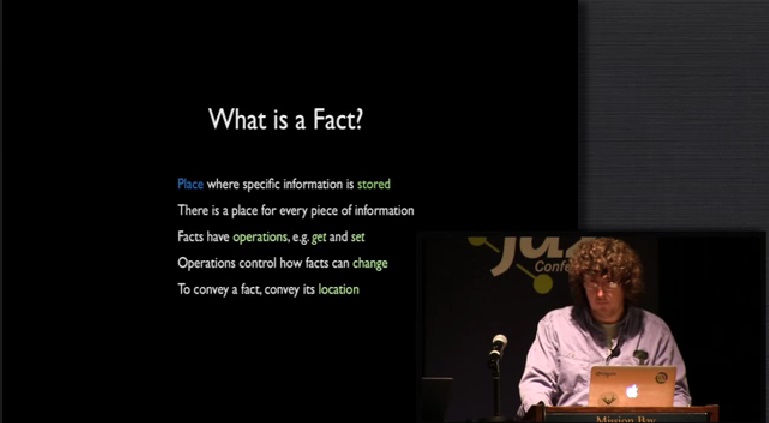 What is a Fact?
Place where specific information is stored
There is a place for every piece of information
Facts have operations, e.g. get and set
Operations control how facts can change
To convey a fact, convey its location
Confe
Mission Bay